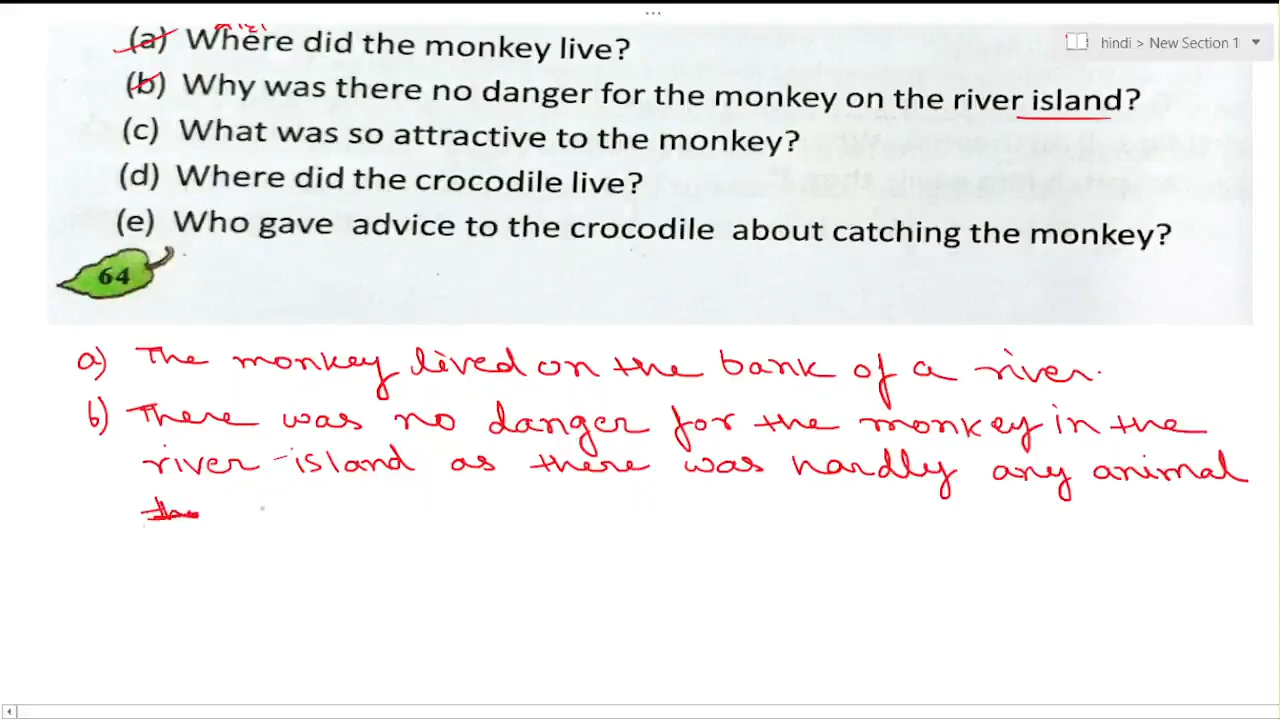 ...
hindi > New Section 1
(a) Where did the monkey live?
(b) Why was there no danger for the monkey on the river island?
(c) What was so attractive to the monkey?
(d) Where did the crocodile live?
(e) Who gave advice to the crocodile about catching the monkey?
64
a) The monkey lived on the bank of a river.
b) There was no danger for the monkey in the
river island as there was hardly any animal